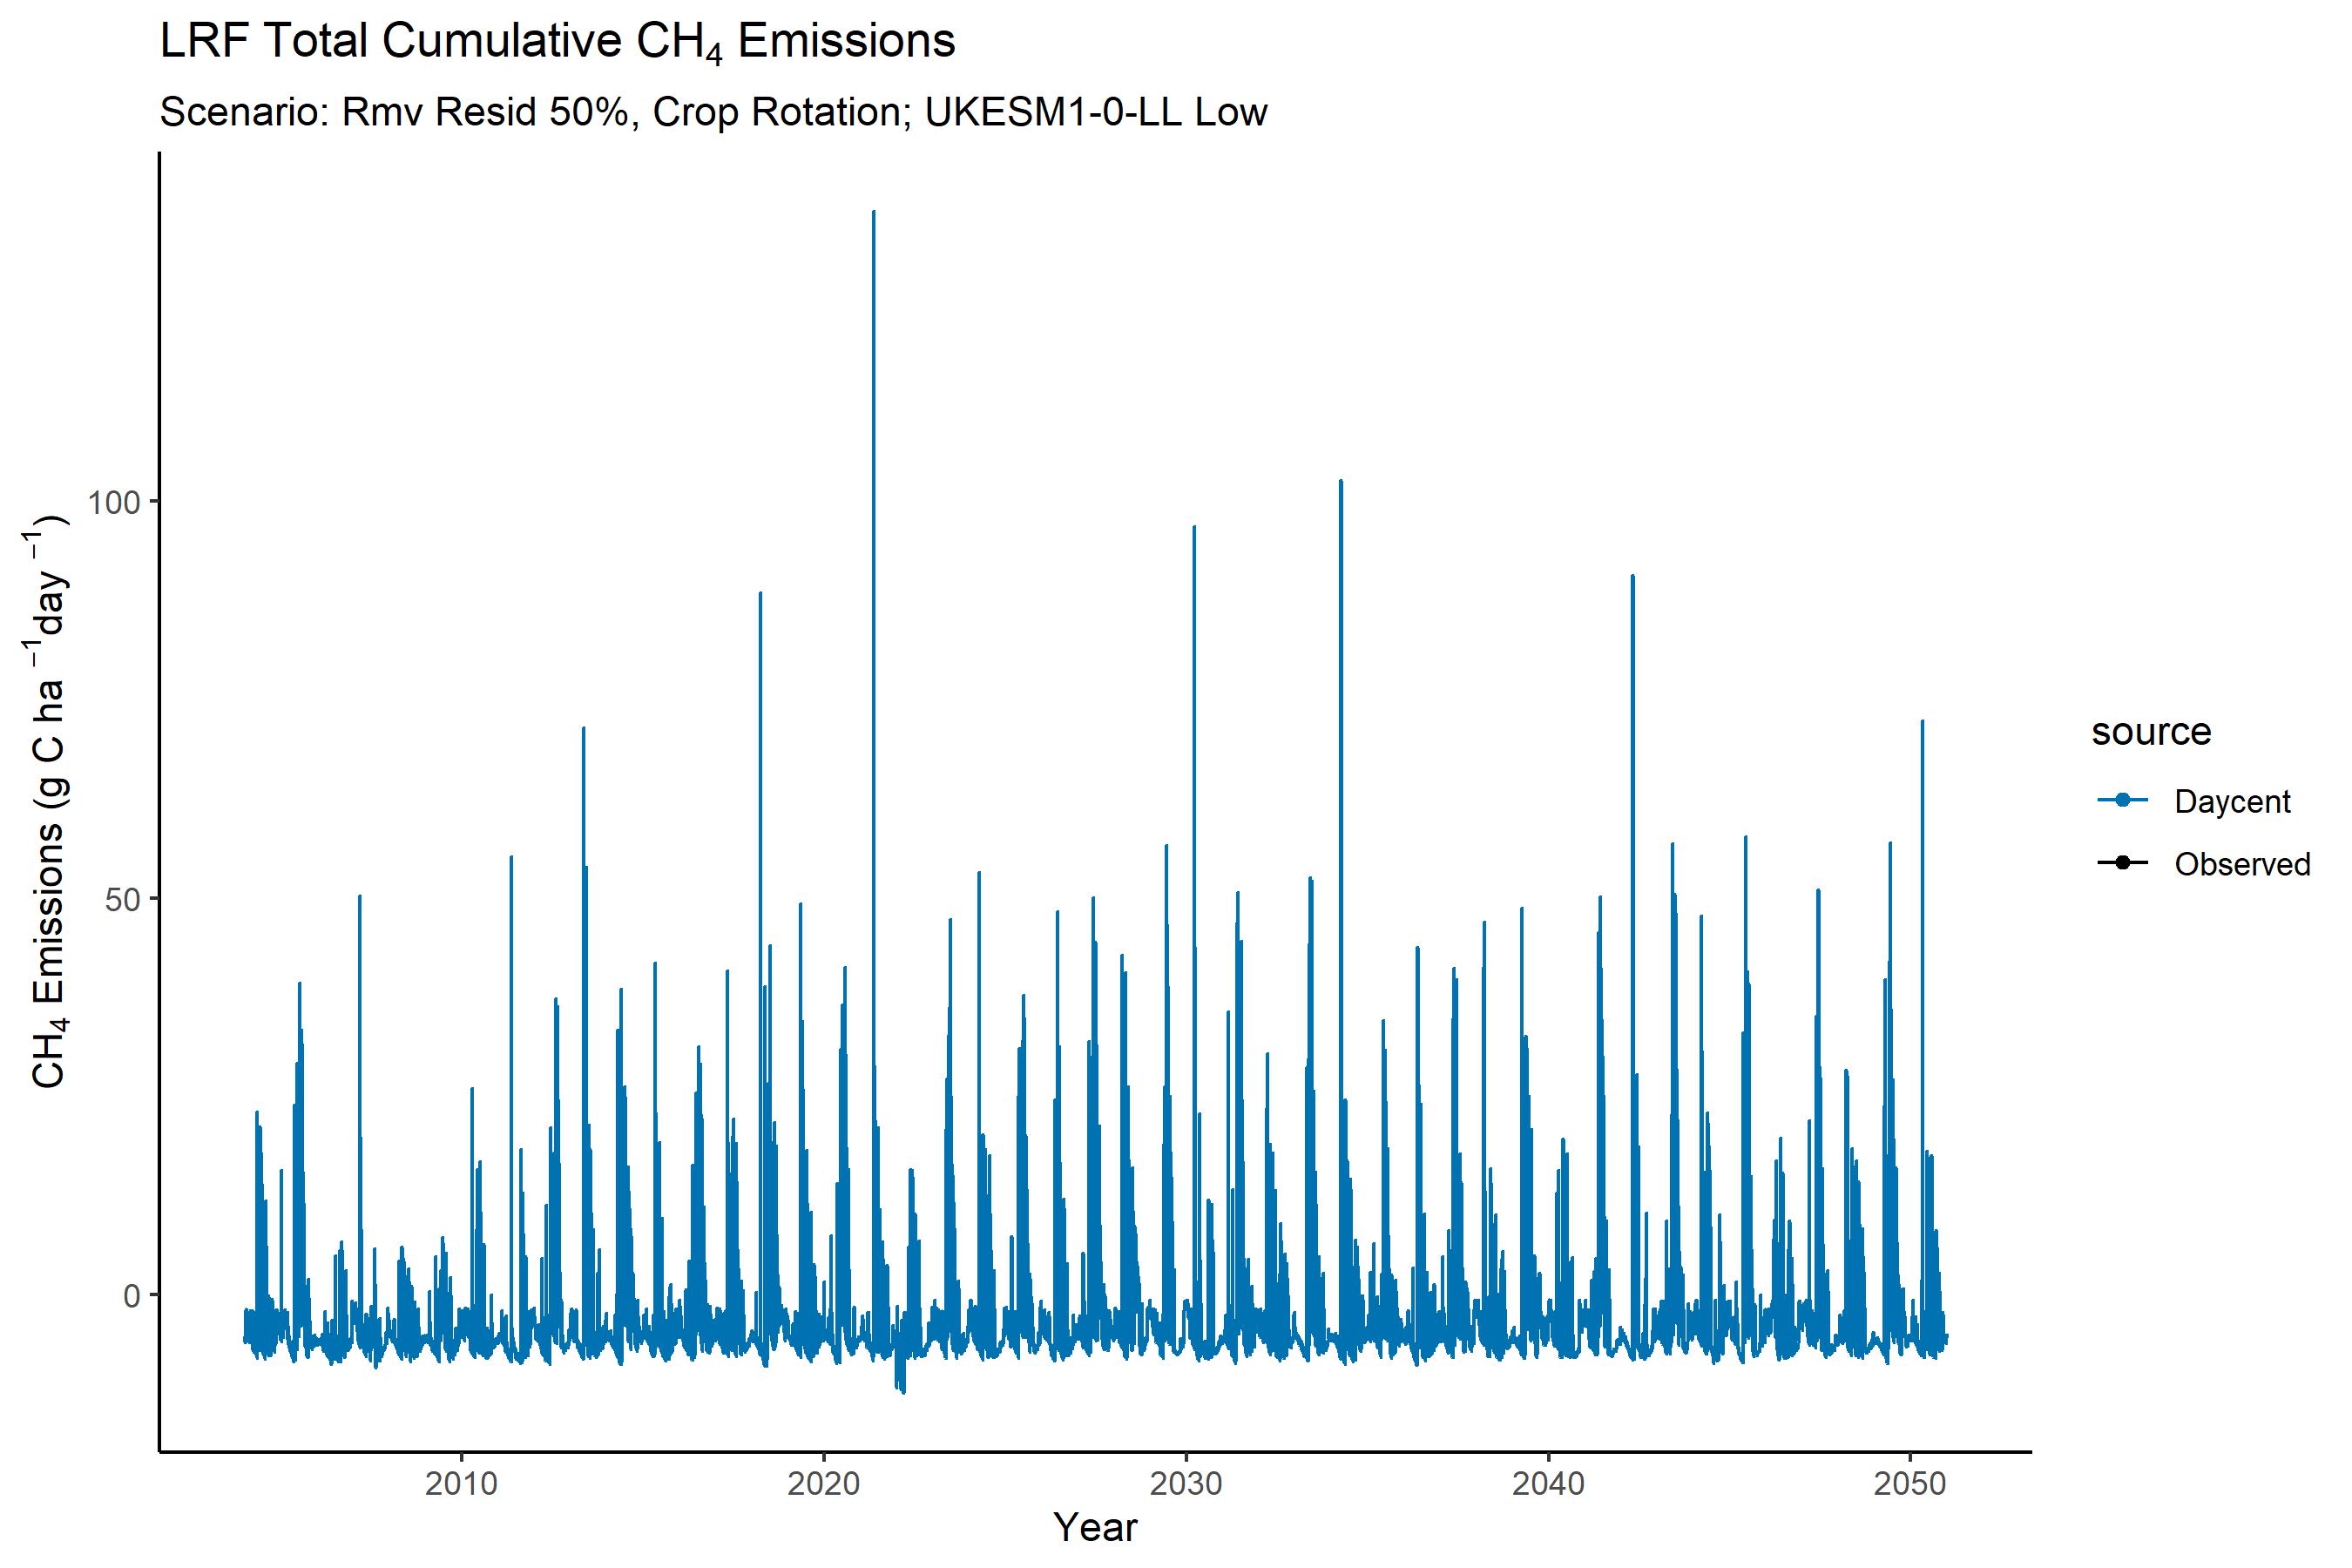 LRF Total Cumulative CH₄ Emissions
Scenario: Rmv Resid 50%, Crop Rotation; UKESM1-0-LL Low
CH₄ Emissions (g C ha ⁻¹day ⁻¹)
100
50
0
2010 2020 2030 2040 2050
Year
source
Daycent
Observed